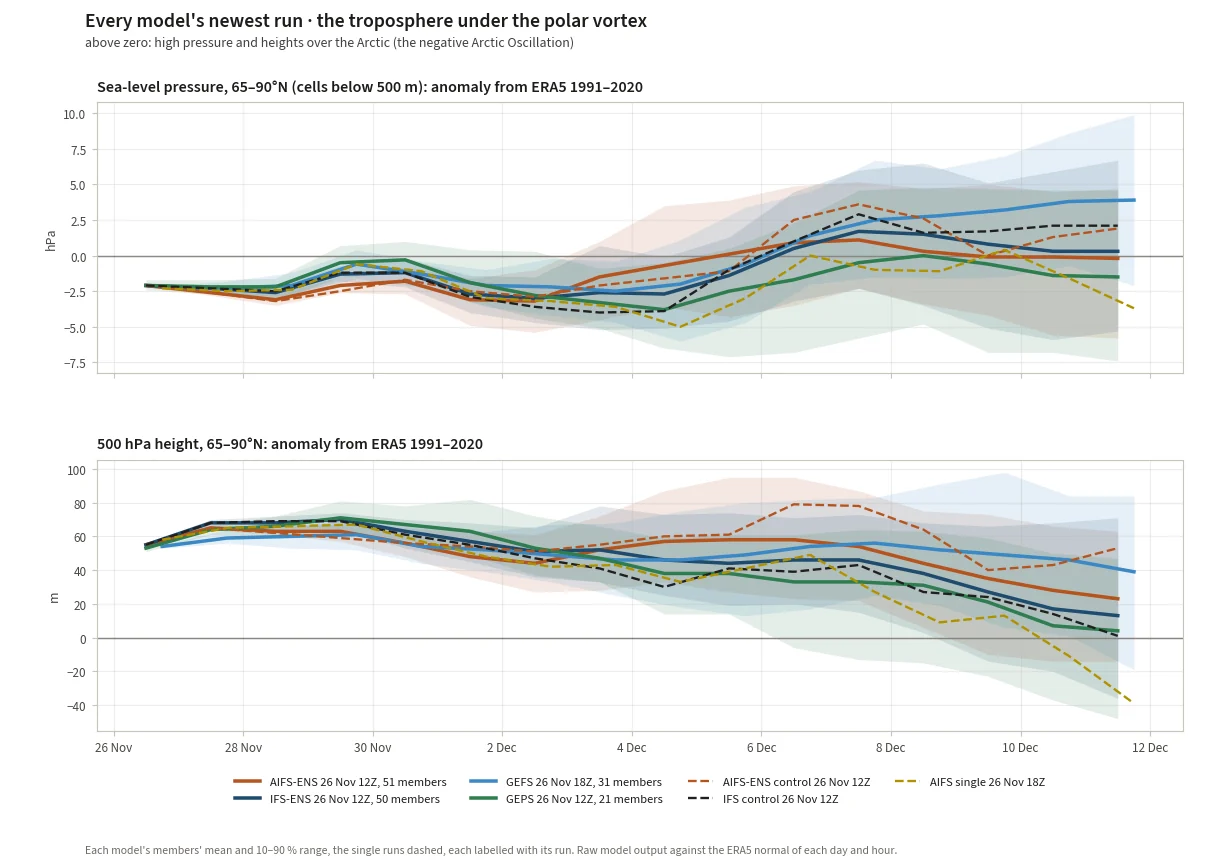 Every model's newest run · the troposphere under the polar vortex
above zero: high pressure and heights over the Arctic (the negative Arctic Oscillation)
Sea-level pressure, 65–90°N (cells below 500 m): anomaly from ERA5 1991–2020
10.0
7.5
5.0
2.5
0.0
−2.5
−5.0
−7.5
hPa
500 hPa height, 65–90°N: anomaly from ERA5 1991–2020
100
80
60
40
20
0
−20
−40
m
26 Nov 28 Nov 30 Nov 2 Dec 4 Dec 6 Dec 8 Dec 10 Dec 12 Dec
AIFS-ENS 26 Nov 12Z, 51 members GEFS 26 Nov 18Z, 31 members AIFS-ENS control 26 Nov 12Z AIFS single 26 Nov 18Z
IFS-ENS 26 Nov 12Z, 50 members GEPS 26 Nov 12Z, 21 members IFS control 26 Nov 12Z
Each model's members' mean and 10–90 % range, the single runs dashed, each labelled with its run. Raw model output against the ERA5 normal of each day and hour.